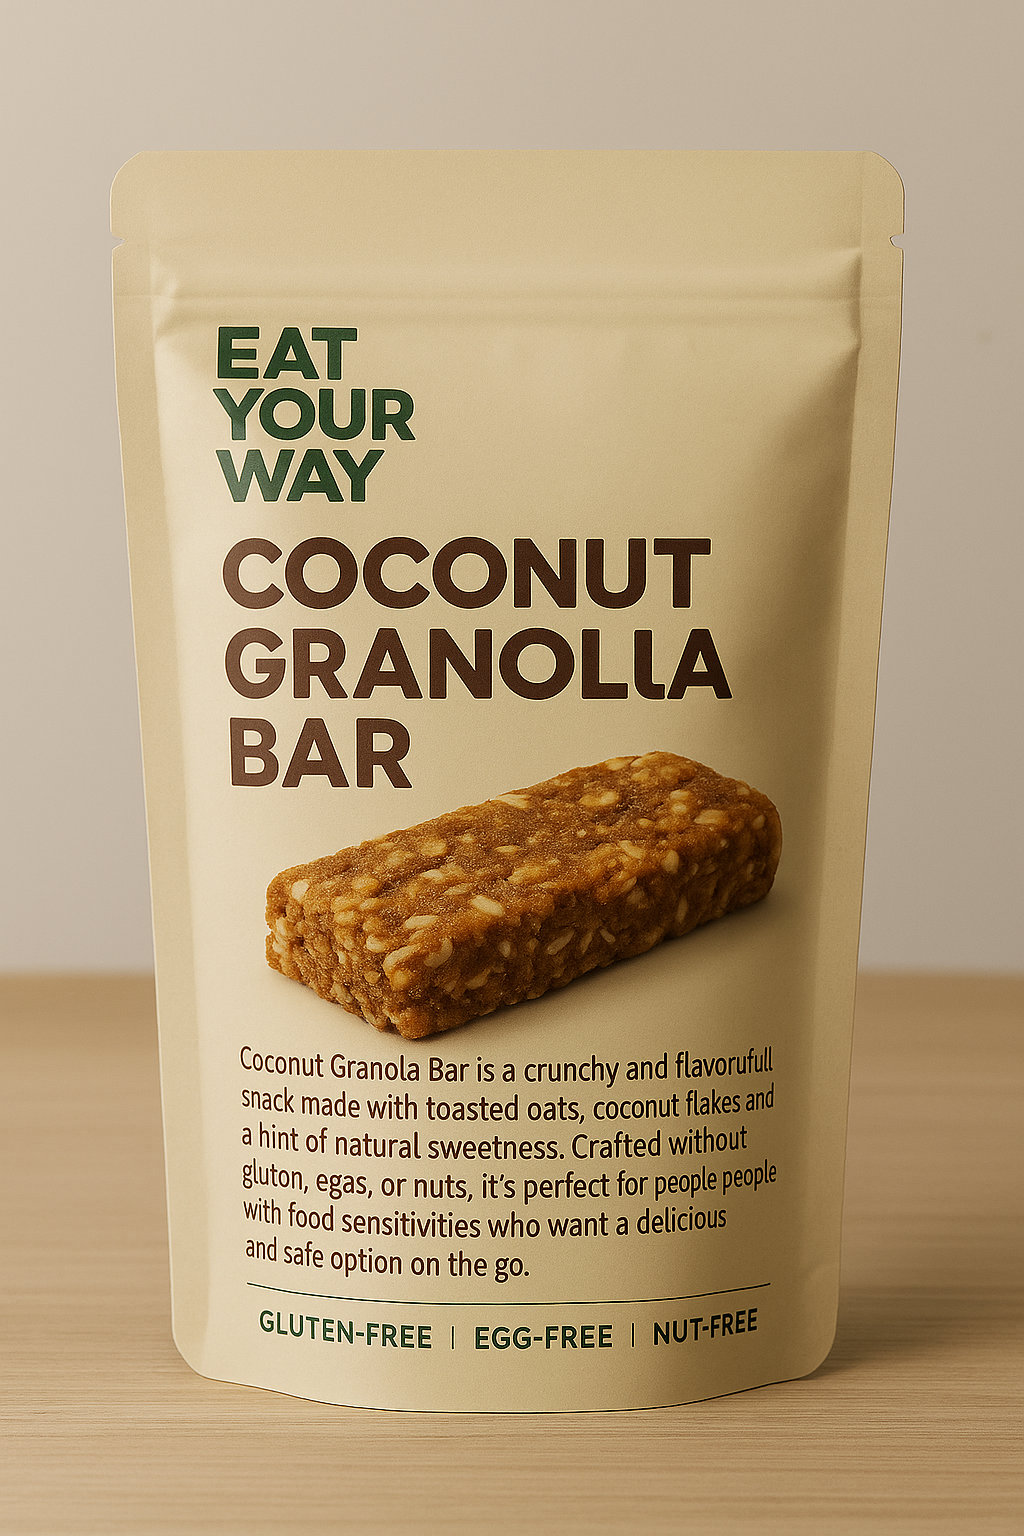 EAT
YOUR
WAY
COCONUT
GRANOLLA
BAR
Coconut Granola Bar is a crunchy and flavorufull
snack made with toasted oats, coconut flakes and
a hint of natural sweetness. Crafted without
gluton, egas, or nuts, it's perfect for people people
with food sensitivities who want a delicious
and safe option on the go.
GLUTEN-FREE | EGG-FREE | NUT-FREE